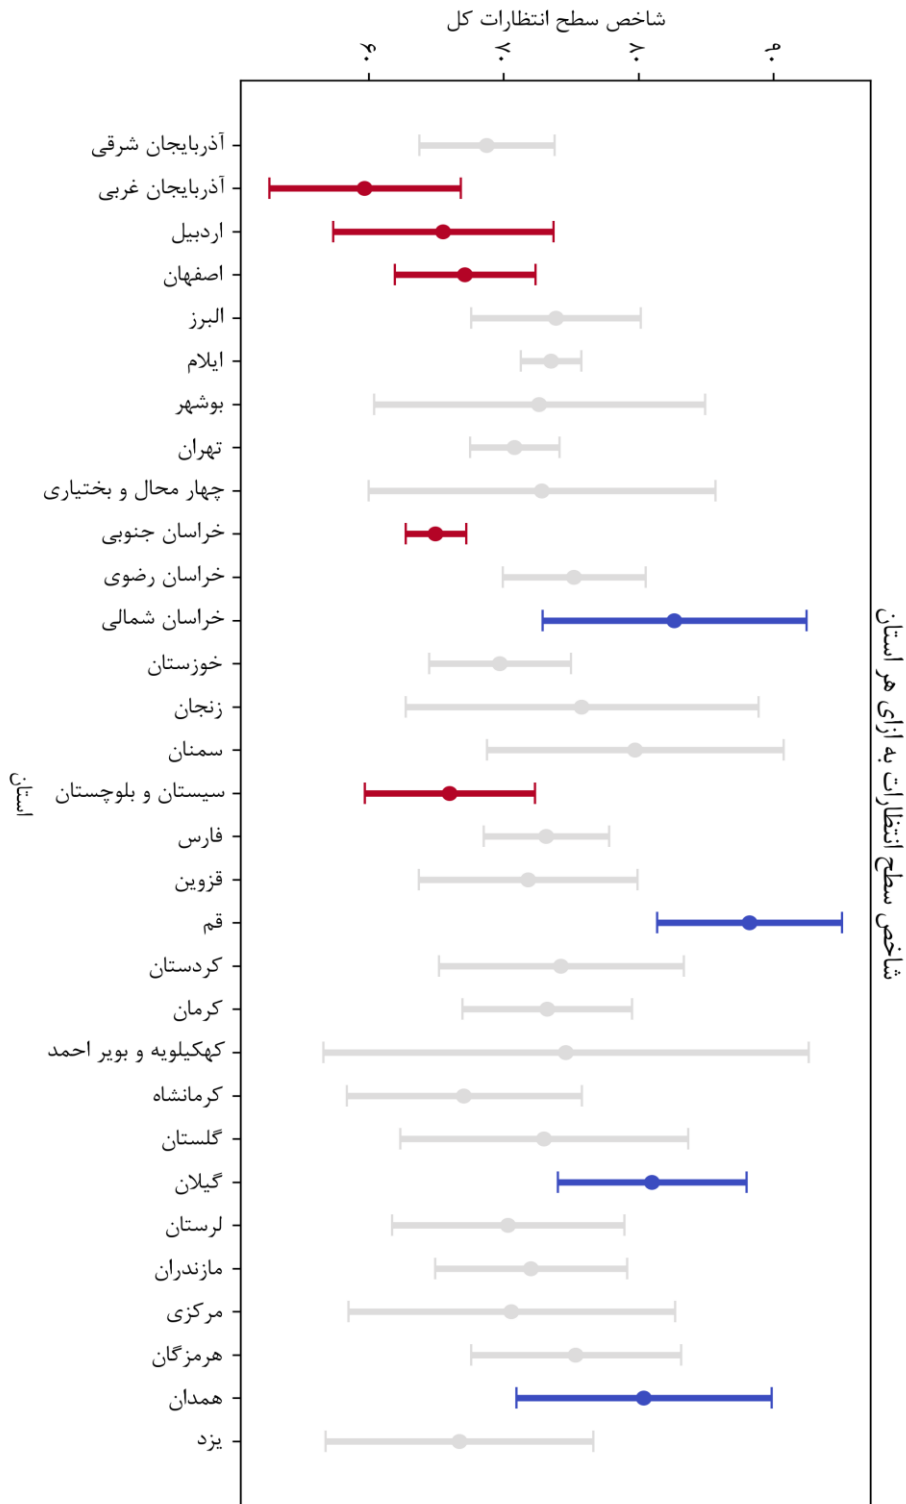 شاخص سطح انتظارات کل
۶۰
۷۰
۸۰
۹۰
آذربایجان شرقی
آذربایجان غربی
اردبیل
اصفهان
البرز
ایلام
بوشهر
تهران
چهار محال و بختیاری
خراسان جنوبی
خراسان رضوی
خراسان شمالی
خوزستان
زنجان
سمنان
سیستان و بلوچستان
فارس
قزوین
قم
کردستان
کرمان
کهکیلویه و بویر احمد
کرمانشاه
گلستان
گیلان
لرستان
مازندران
مرکزی
هرمزگان
همدان
یزد
استان
شاخص سطح انتظارات به ازای هر استان